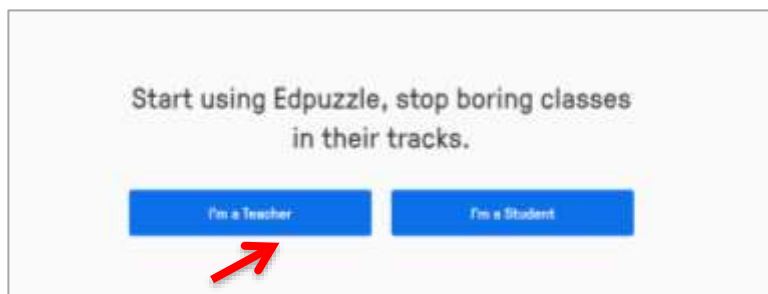 Start using Edpuzzle, stop boring classes
in their tracks.
I'm a Teacher
I'm a Student